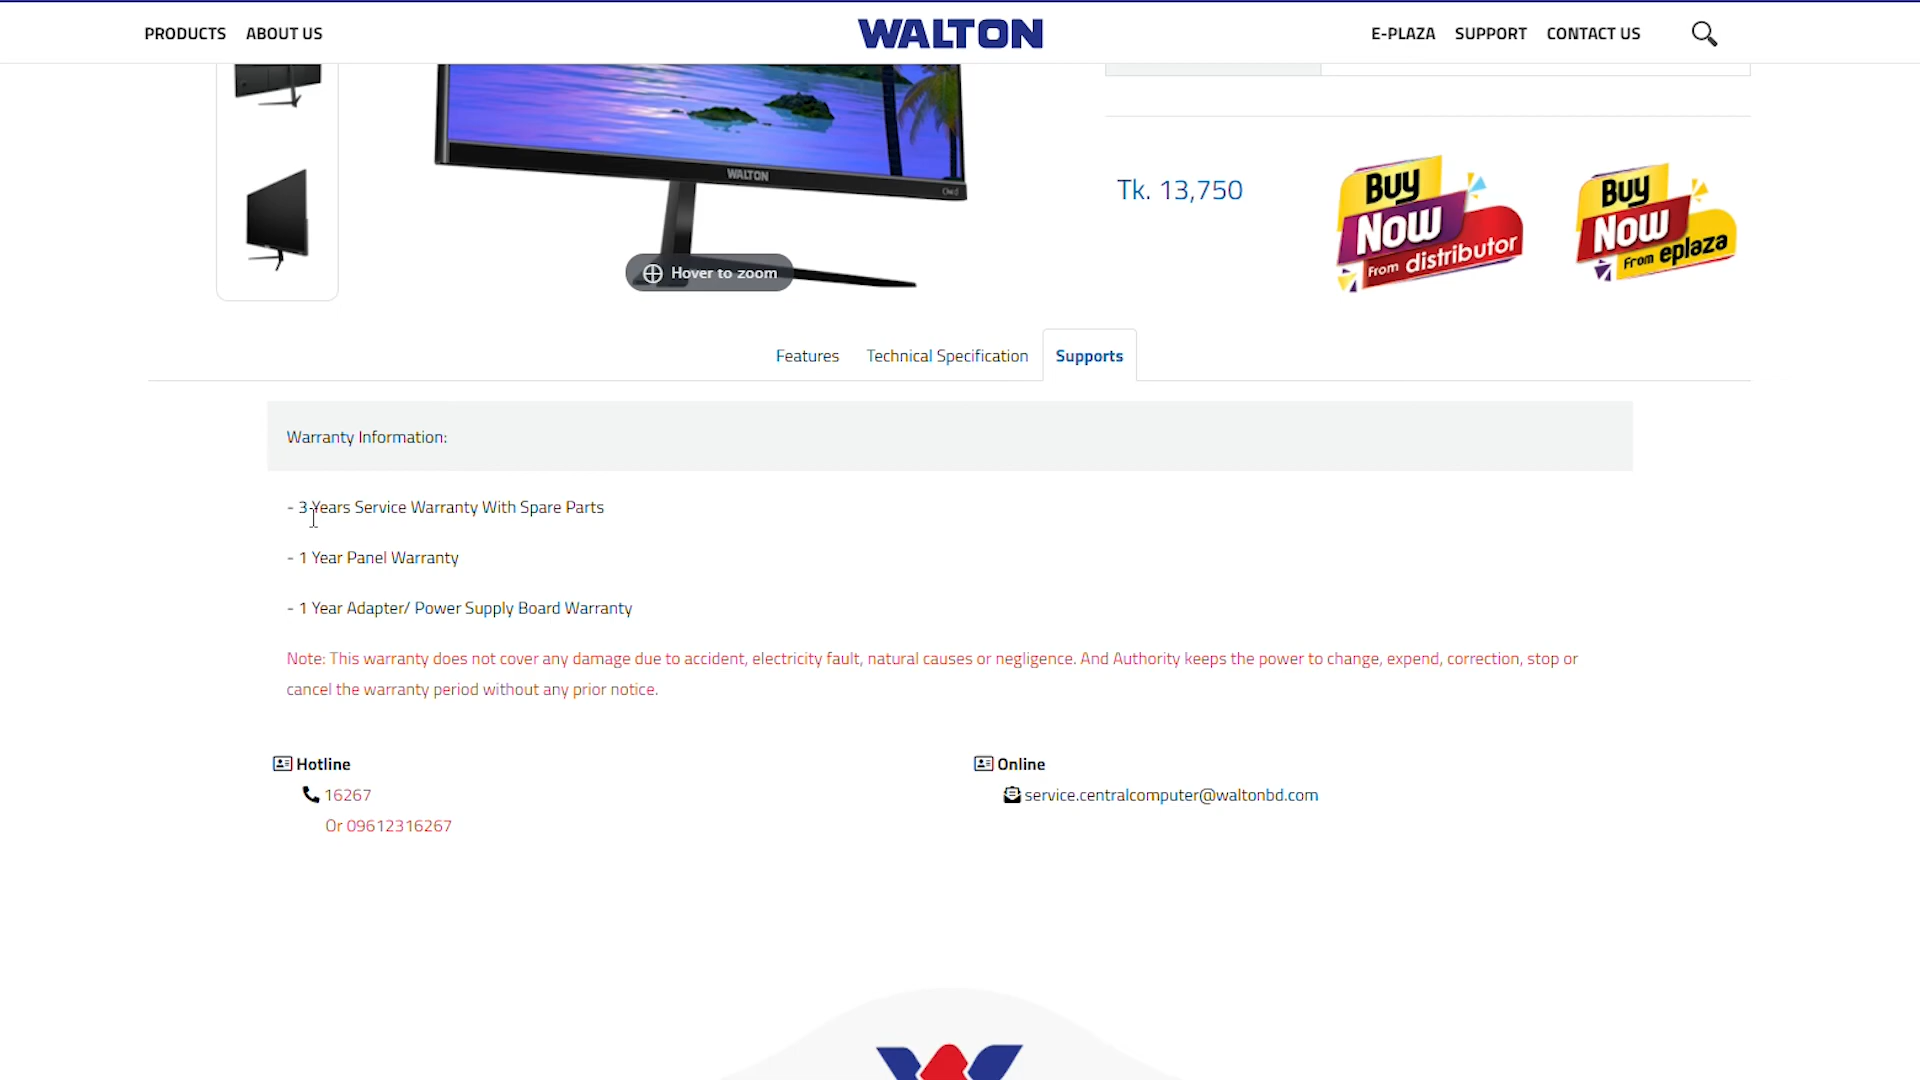 PRODUCTS ABOUT US WALTON E-PLAZA SUPPORT CONTACT US
WALTON
Hover to zoom
Tk. 13,750
Buy
Now
From distributor
Buy
Now
From eplaza
Features Technical Specification Supports
Warranty Information:
- 3 Years Service Warranty With Spare Parts
- 1 Year Panel Warranty
- 1 Year Adapter/ Power Supply Board Warranty
Note: This warranty does not cover any damage due to accident, electricity fault, natural causes or negligence. And Authority keeps the power to change, expend, correction, stop or
cancel the warranty period without any prior notice.
Hotline
16267
Or 09612316267
Online
service.centralcomputer@waltonbd.com